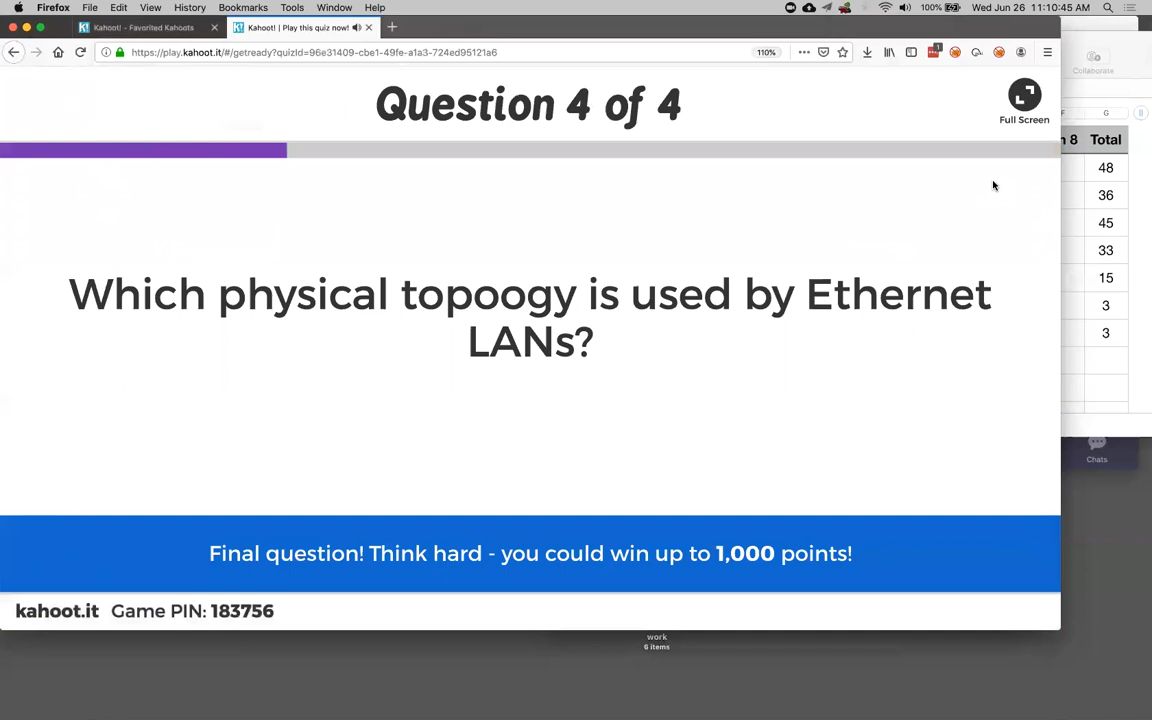 Firefox File Edit View History Bookmarks Tools Window Help 100% Wed Jun 26 11:10:45 AM
Kahoot! - Favorited Kahoots
Kahoot! | Play this quiz now!
https://play.kahoot.it/#/getready?quizId=96e31409-cbe1-49fe-a1a3-724ed95121a6
110%
1
Collaborate
Question 4 of 4
Full Screen
F G
n 8 Total
48
36
45
33
15
3
3
Which physical topoogy is used by Ethernet
LANs?
Chats
Final question! Think hard - you could win up to 1,000 points!
kahoot.it Game PIN: 183756
work
6 items